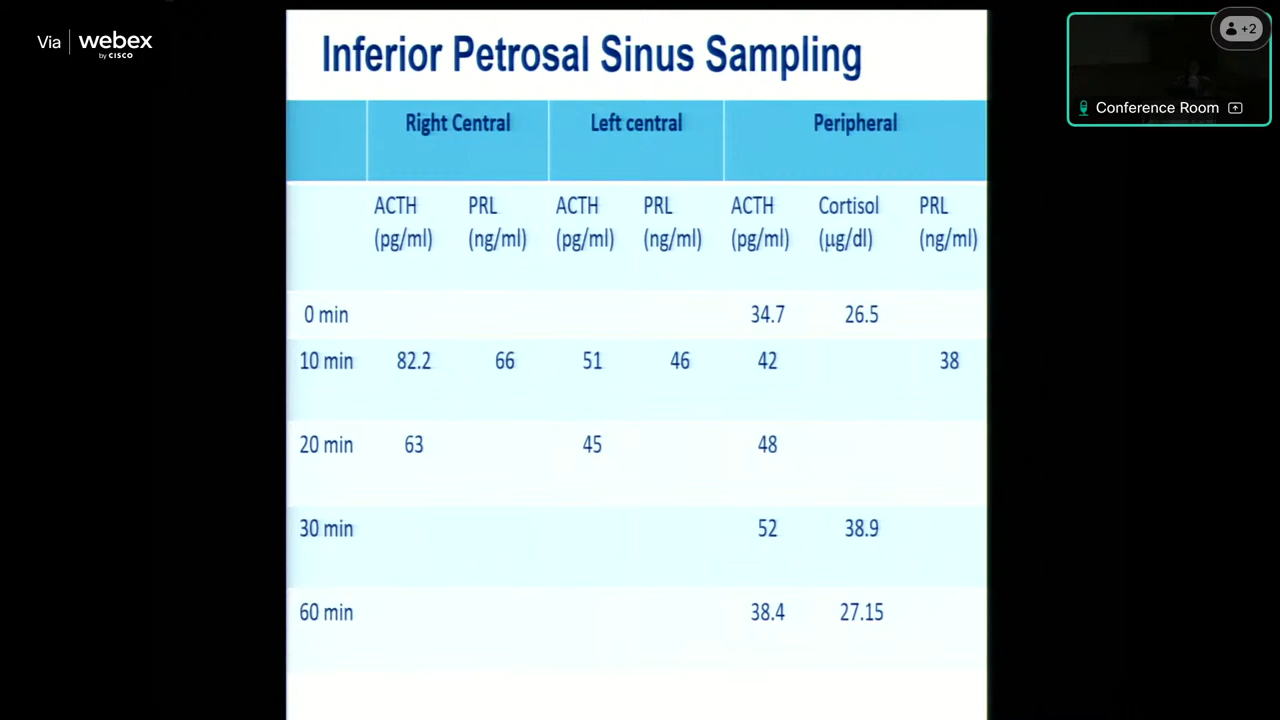 Via webex
by CISCO
+2
Conference Room
Inferior Petrosal Sinus Sampling
Right Central Left central Peripheral
ACTH PRL ACTH PRL ACTH Cortisol PRL
(pg/ml) (ng/ml) (pg/ml) (ng/ml) (pg/ml) (µg/dl) (ng/ml)
0 min 34.7 26.5
10 min 82.2 66 51 46 42 38
20 min 63 45 48
30 min 52 38.9
60 min 38.4 27.15